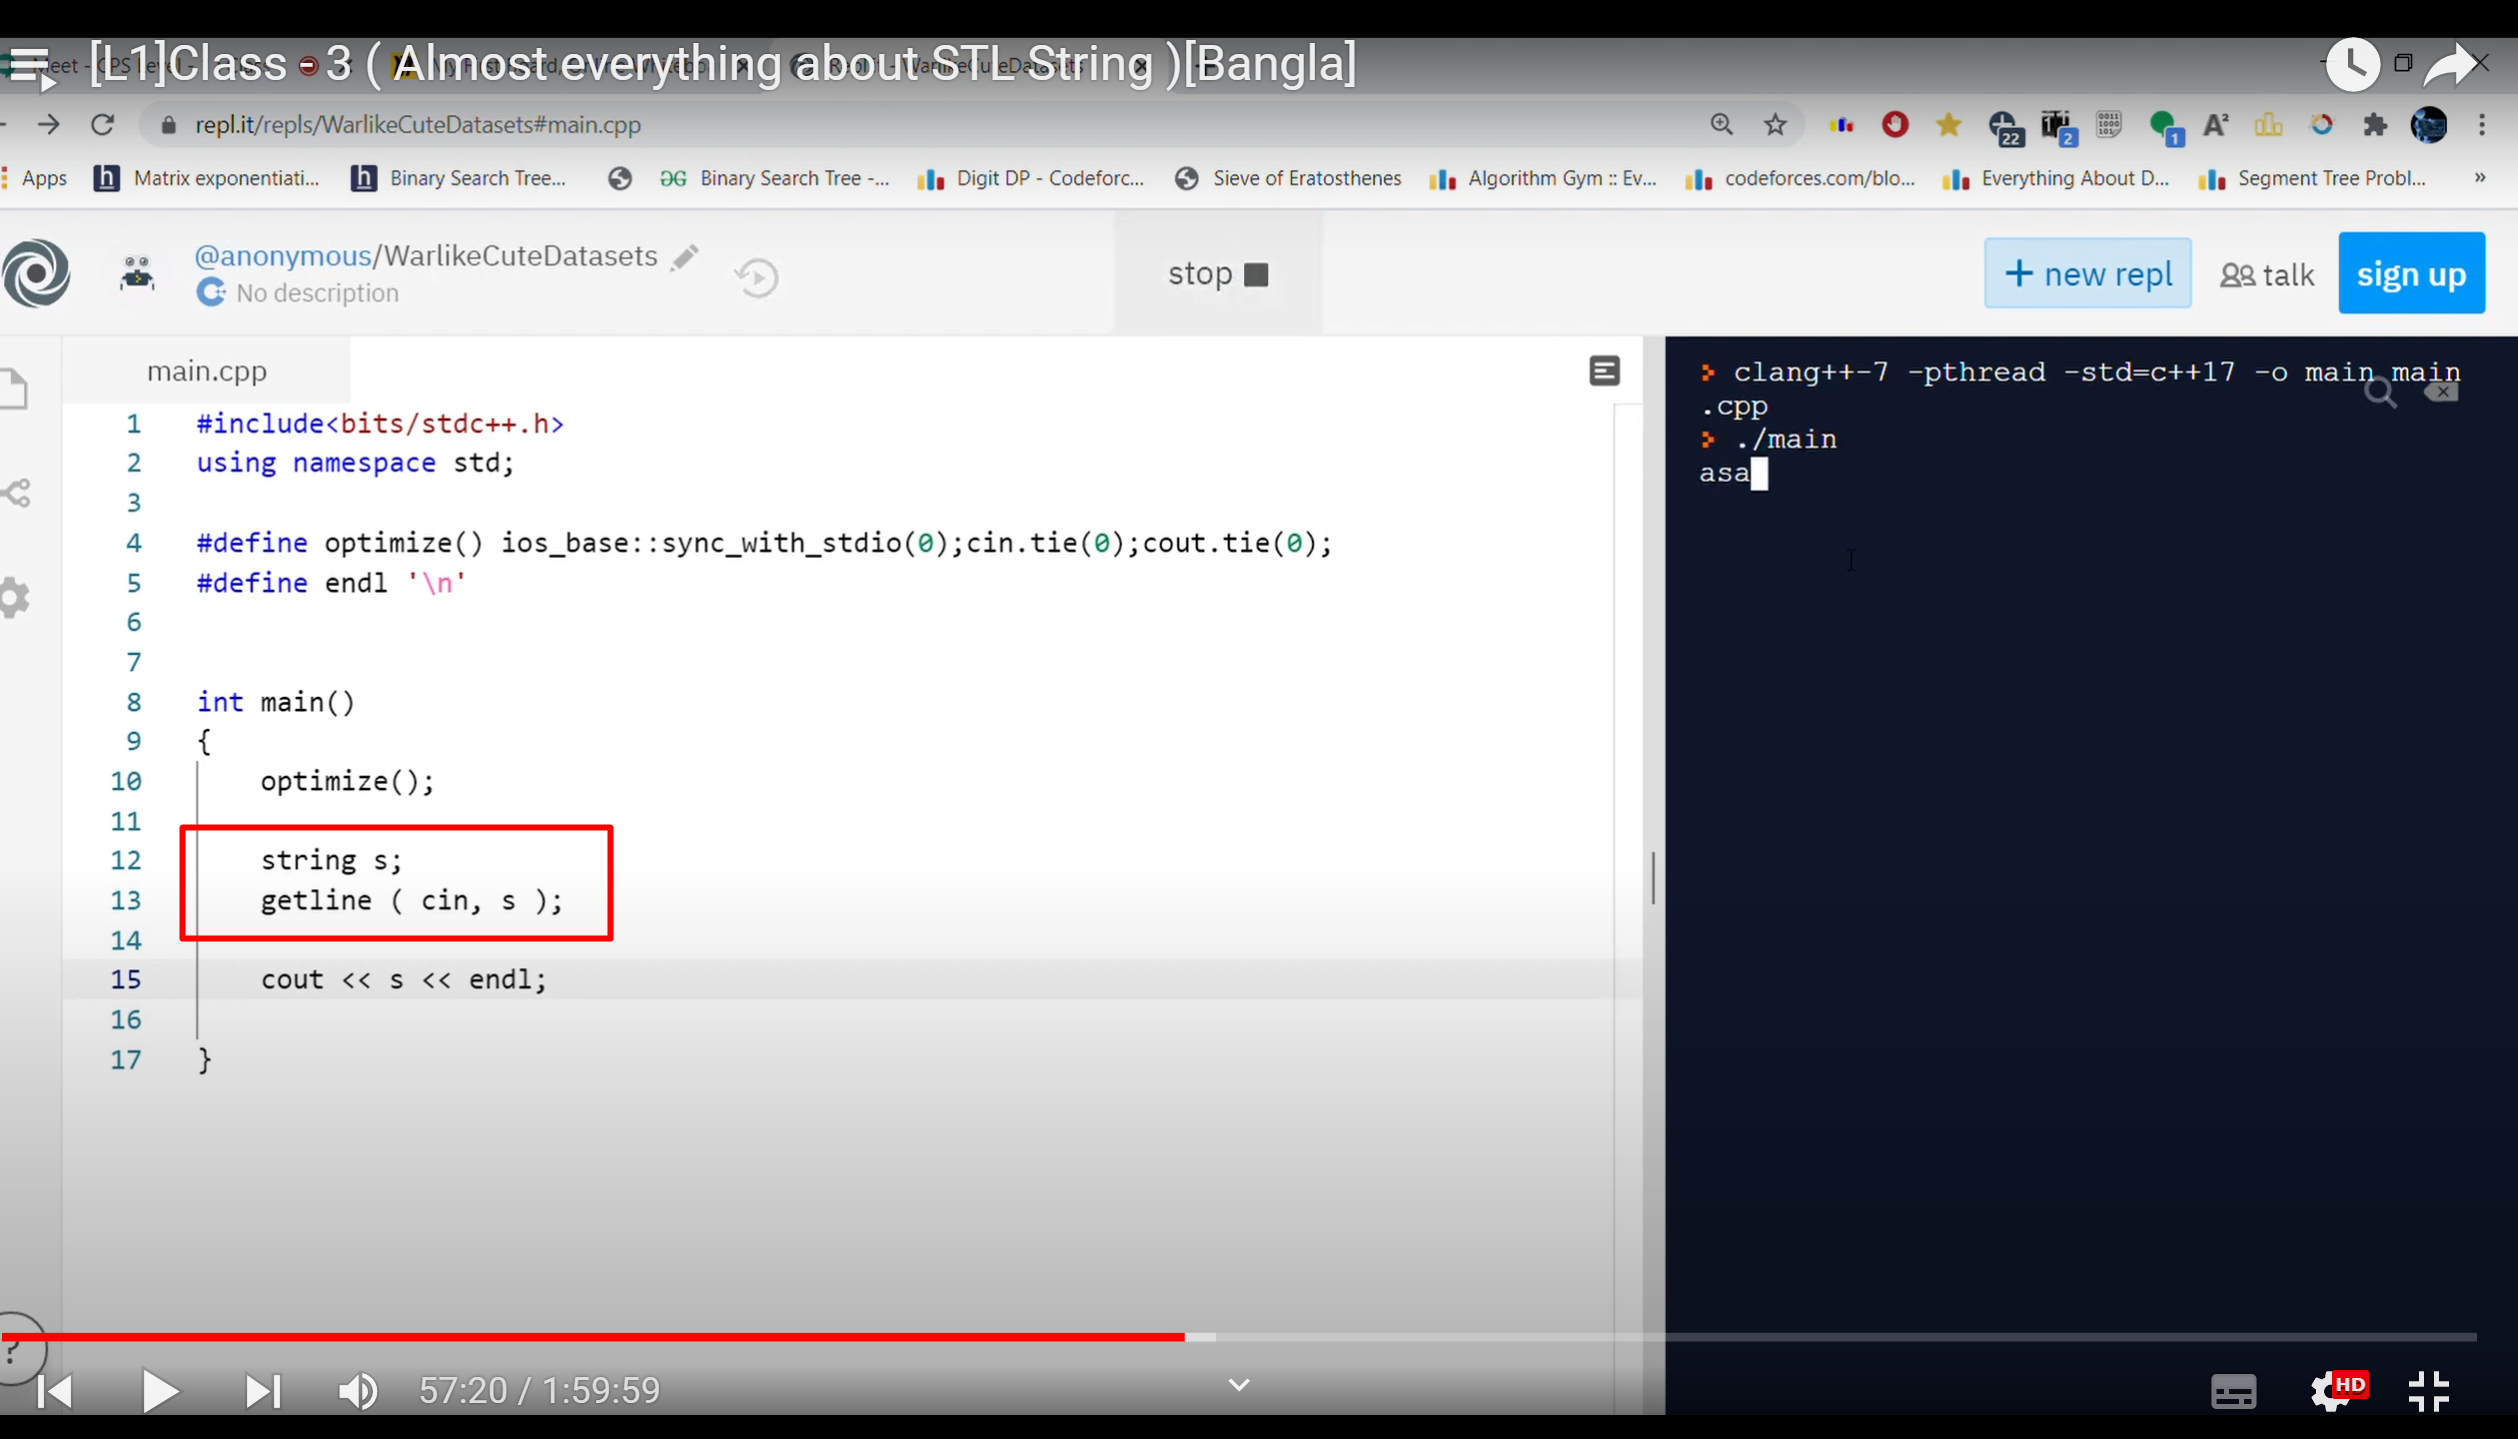 [L1]Class - 3 ( Almost everything about STL String )[Bangla]
repl.it/repls/WarlikeCuteDatasets#main.cpp
22
2
1
Apps
Matrix exponentiati...
Binary Search Tree...
Binary Search Tree -...
Digit DP - Codeforc...
Sieve of Eratosthenes
Algorithm Gym :: Ev...
codeforces.com/blo...
Everything About D...
Segment Tree Probl...
»
@anonymous/WarlikeCuteDatasets
No description
stop
+ new repl
talk
sign up
main.cpp
1 #include<bits/stdc++.h>
2 using namespace std;
3
4 #define optimize() ios_base::sync_with_stdio(0);cin.tie(0);cout.tie(0);
5 #define endl '\n'
6
7
8 int main()
9 {
10 optimize();
11
12 string s;
13 getline ( cin, s );
14
15 cout << s << endl;
16
17 }
clang++-7 -pthread -std=c++17 -o main main
.cpp
./main
asa
?
57:20 / 1:59:59
HD